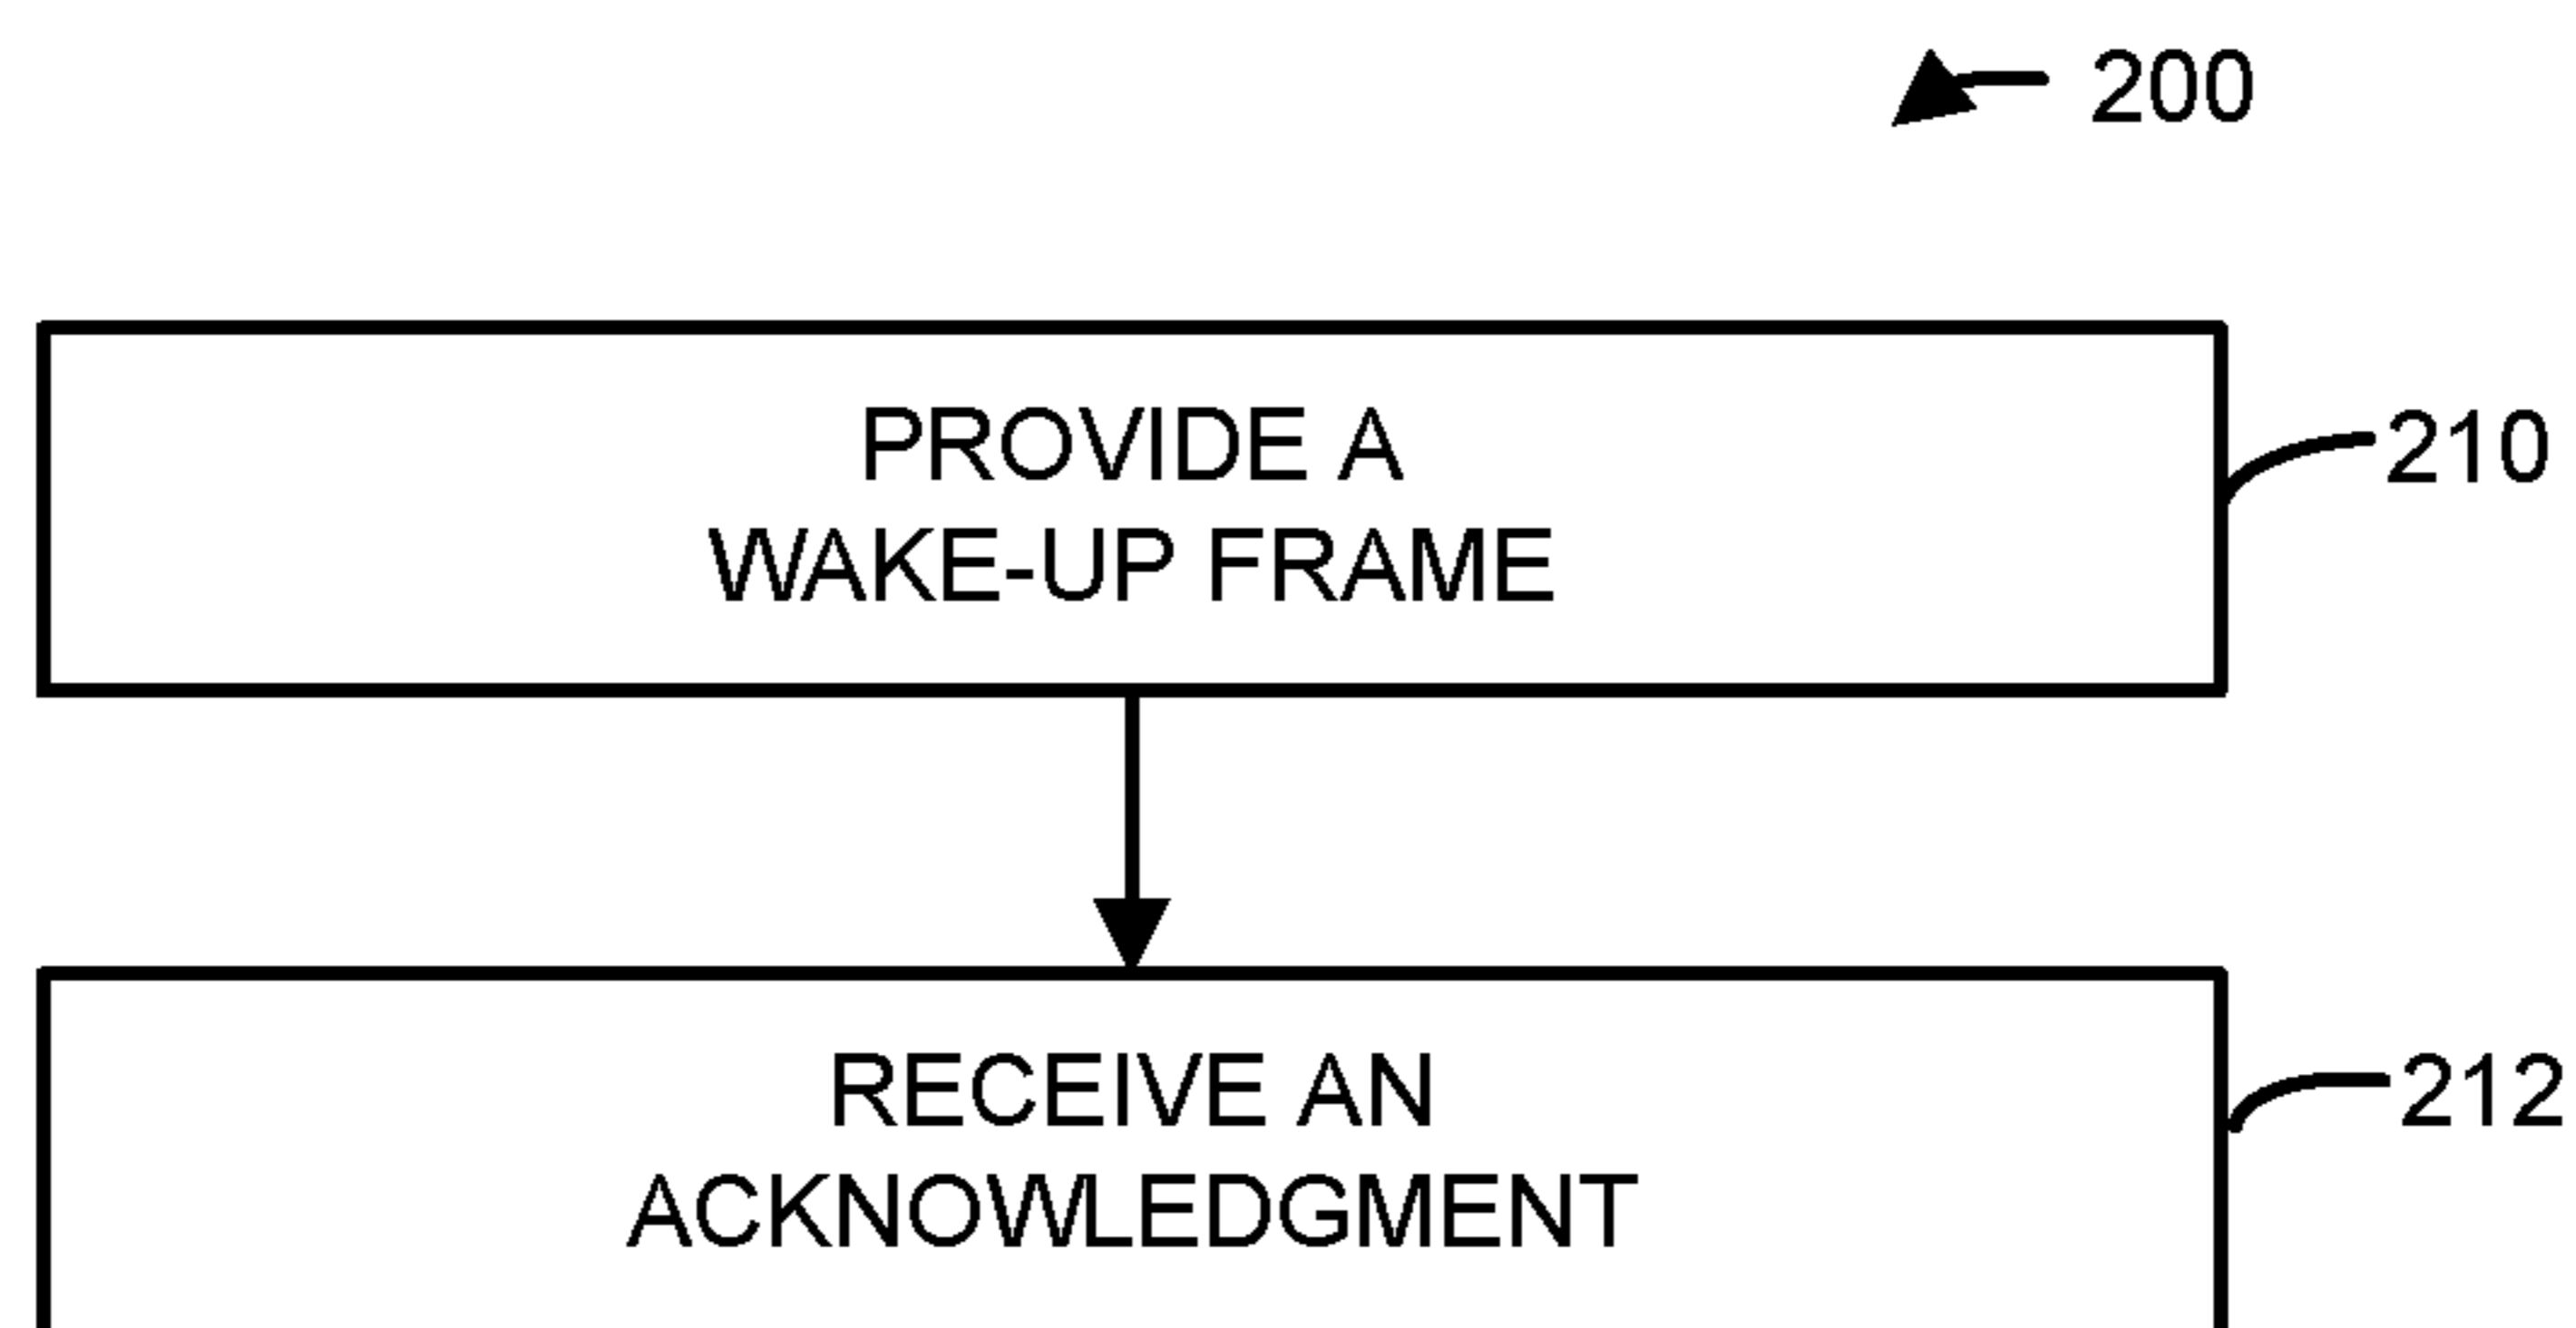 200
PROVIDE A
WAKE-UP FRAME
210
RECEIVE AN
ACKNOWLEDGMENT
212